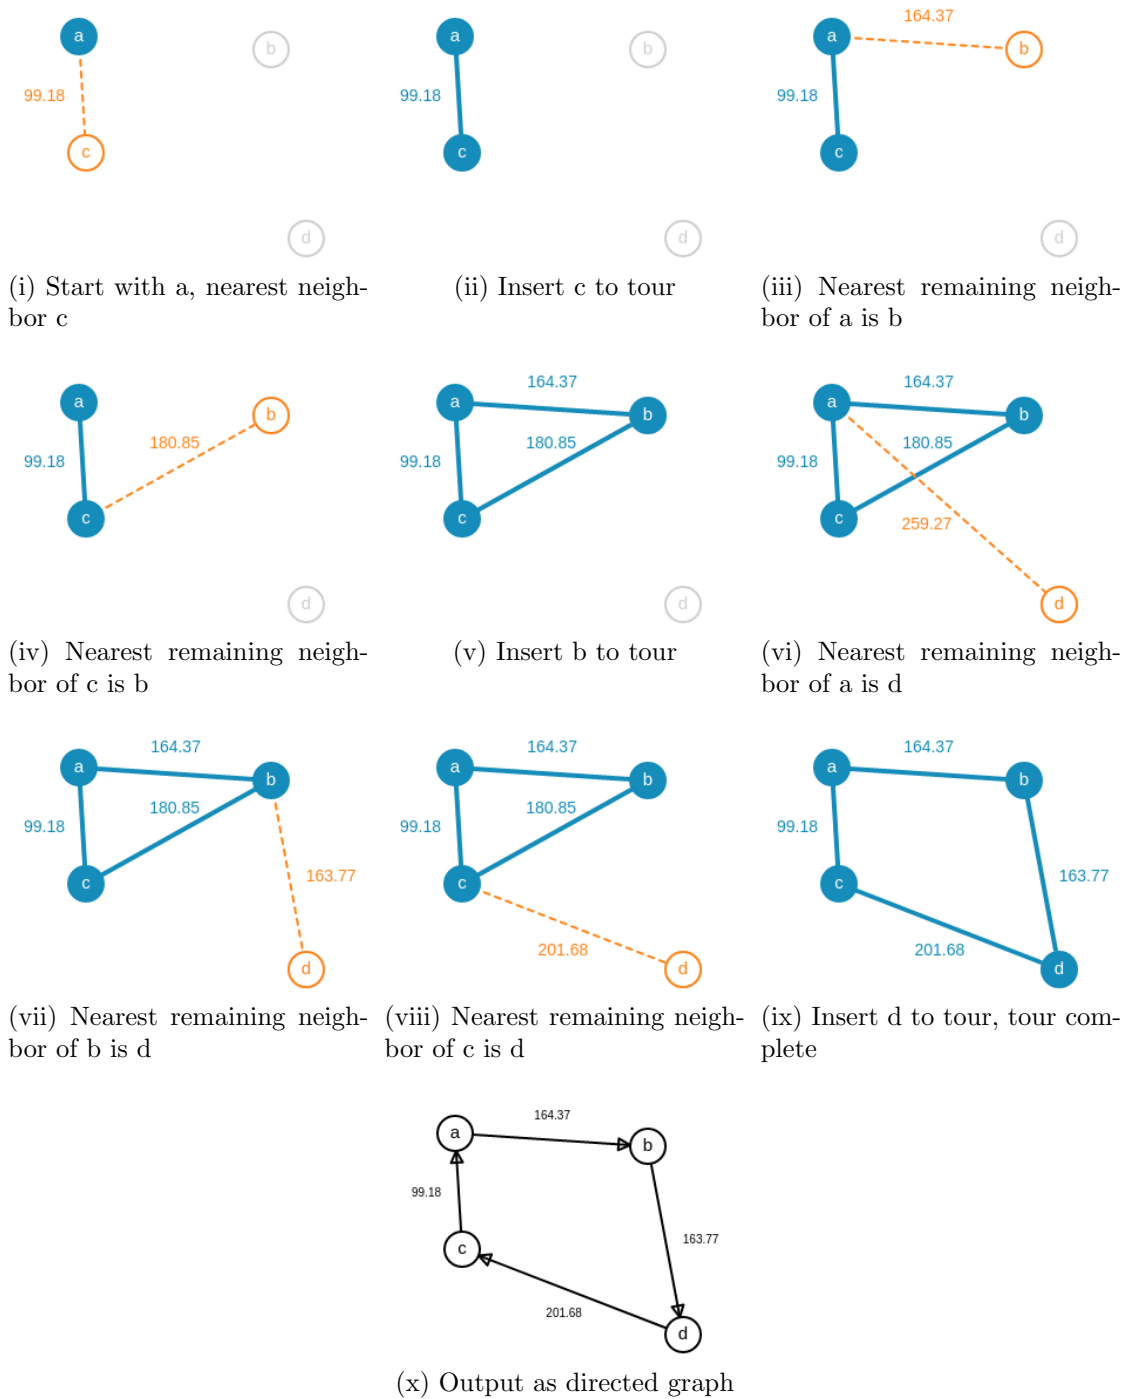 a
b
99.18
c
d
(i) Start with a, nearest neigh-
bor c
a
b
99.18
c
d
(ii) Insert c to tour
164.37
a
b
99.18
c
d
(iii) Nearest remaining neigh-
bor of a is b
a
b
180.85
99.18
c
d
(iv) Nearest remaining neigh-
bor of c is b
164.37
a
b
180.85
99.18
c
d
(v) Insert b to tour
164.37
a
b
180.85
99.18
c
259.27
d
(vi) Nearest remaining neigh-
bor of a is d
164.37
a
b
180.85
99.18
c
163.77
d
(vii) Nearest remaining neigh-
bor of b is d
164.37
a
b
180.85
99.18
c
201.68
d
(viii) Nearest remaining neigh-
bor of c is d
164.37
a
b
99.18
c
163.77
201.68
d
(ix) Insert d to tour, tour com-
plete
164.37
a
b
99.18
c
163.77
201.68
d
(x) Output as directed graph